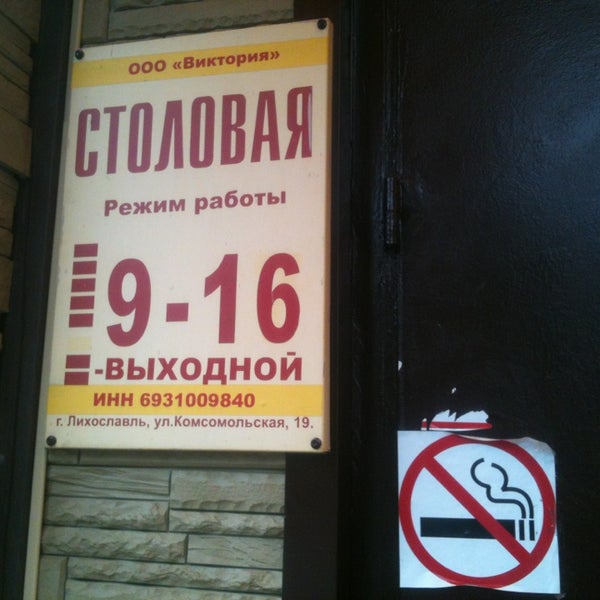 ООО «Виктория»
СТОЛОВАЯ
Режим работы
9-16
-ВЫХОДНОЙ
ИНН 6931009840
г. Лихославль, ул.Комсомольская, 19.